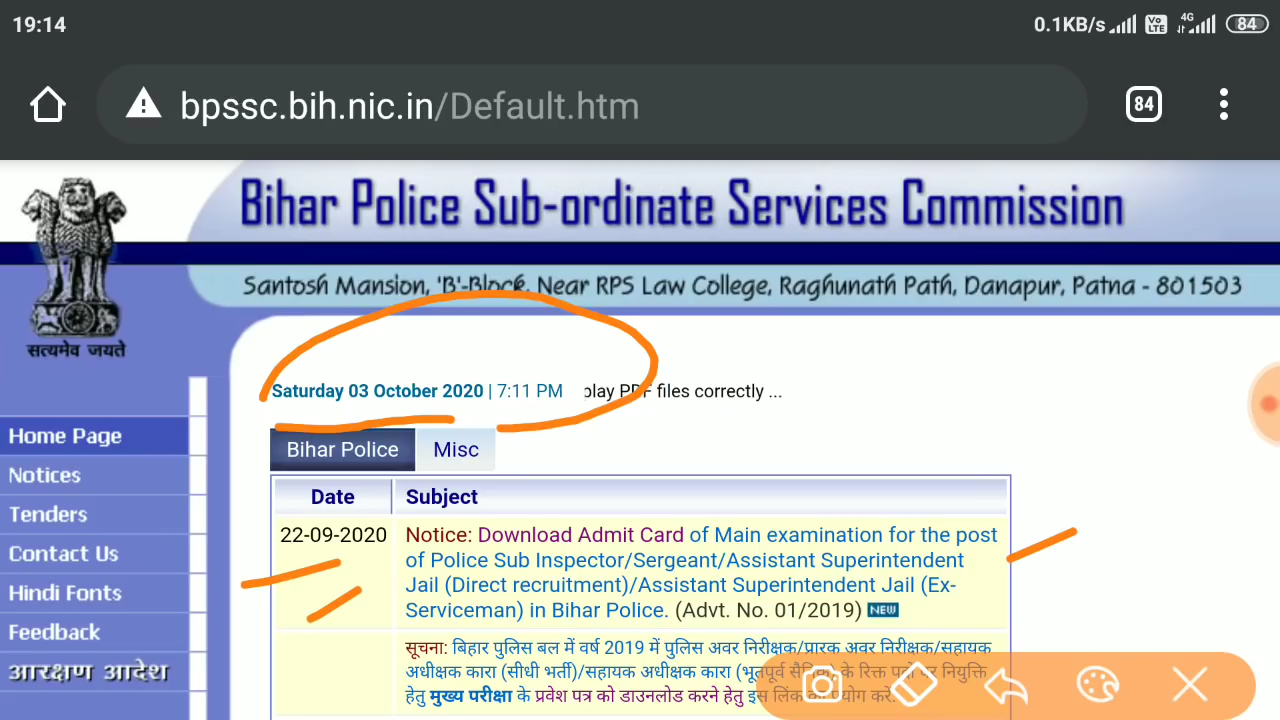 19:14
0.1KB/s Vo LTE 4G 84
bpssc.bih.nic.in/Default.htm 84
Bihar Police Sub-ordinate Services Commission
Santosh Mansion, 'B'-Block, Near RPS Law College, Raghunath Path, Danapur, Patna - 801503
सत्यमेव जयते
Saturday 03 October 2020 | 7:11 PM play PDF files correctly ...
Home Page
Notices
Tenders
Contact Us
Hindi Fonts
Feedback
आरक्षण आदेश
Bihar Police Misc
Date Subject
22-09-2020 Notice: Download Admit Card of Main examination for the post
of Police Sub Inspector/Sergeant/Assistant Superintendent
Jail (Direct recruitment)/Assistant Superintendent Jail (Ex-
Serviceman) in Bihar Police. (Advt. No. 01/2019) NEW
सूचना: बिहार पुलिस बल में वर्ष 2019 में पुलिस अवर निरीक्षक/प्रारक्ष अवर निरीक्षक/सहायक
अधीक्षक कारा (सीधी भर्ती)/सहायक अधीक्षक कारा (भूतपूर्व सैनिक) के रिक्त पदों पर नियुक्ति
हेतु मुख्य परीक्षा के प्रवेश पत्र को डाउनलोड करने हेतु इस लिंक का प्रयोग करें.